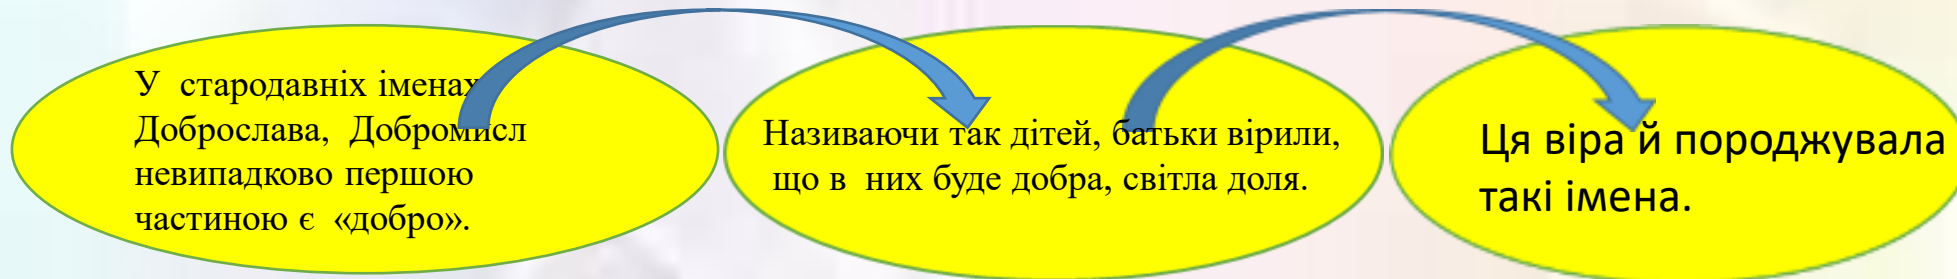 У стародавніх іменах
Доброслава, Добромисл
невипадково першою
частиною є «добро».
Називаючи так дітей, батьки вірили,
що в них буде добра, світла доля.
Ця віра й породжувала
такі імена.